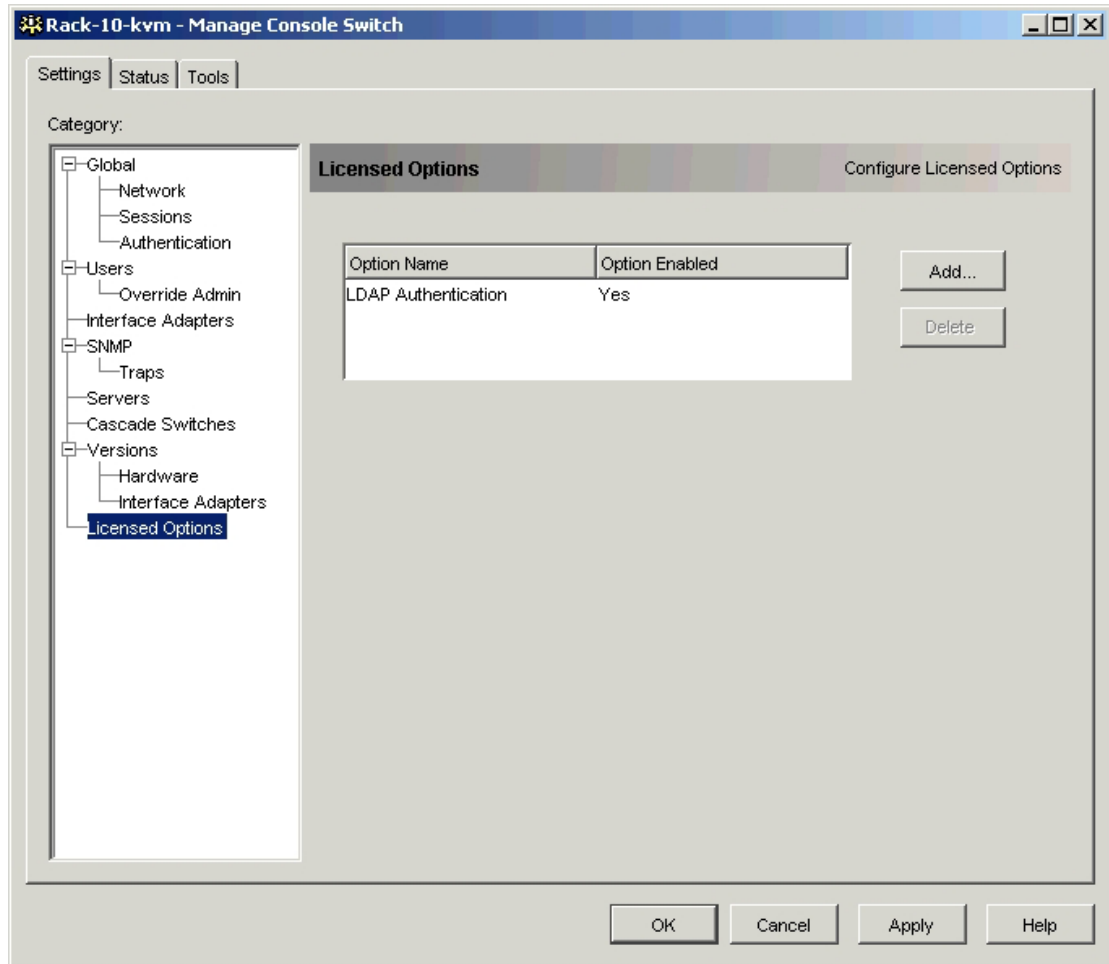 Rack-10-kvm - Manage Console Switch
Settings Status Tools
Category:
Global
Network
Sessions
Authentication
Users
Override Admin
Interface Adapters
SNMP
Traps
Servers
Cascade Switches
Versions
Hardware
Interface Adapters
Licensed Options
Licensed Options Configure Licensed Options
Option Name Option Enabled
LDAP Authentication Yes
Add...
Delete
OK Cancel Apply Help